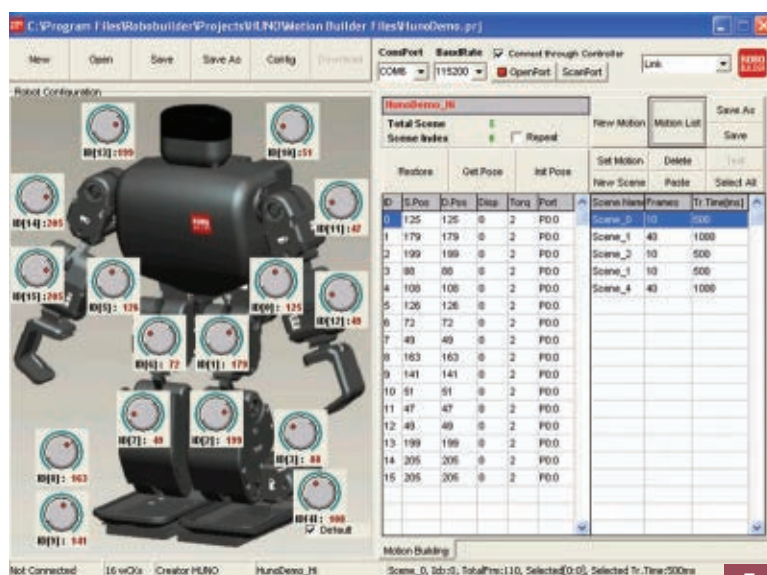 C:\Program Files\Robobuilder\Projects\HUNO\Motion Builder Files\HunoDemo.prj
New Open Save Save As Config Download
ComPort BaudRate Connect through Controller
COM6 115200 OpenPort ScanPort Link
ROBO BUILDER
Robot Configuration
ID[13]:199
ID[10]:51
ID[14]:205
ID[11]:47
ID[15]:205
ID[5]: 126
ID[0]: 125
ID[12]:49
ID[6]: 72
ID[1]: 179
ID[7]: 49
ID[2]: 199
ID[3]: 88
ID[8]: 163
ID[4]: 108
Default
ID[9]: 141
HunoDemo_Hi
Total Scene 5
Scene Index 0 Repeat
Restore Get Pose Init Pose
New Motion Motion List Save As
Save
Set Motion Delete Test
New Scene Paste Select All
ID S.Pos D.Pos Disp Torq Port
0 125 125 0 2 P0:0
1 179 179 0 2 P0:0
2 199 199 0 2 P0:0
3 88 88 0 2 P0:0
4 108 108 0 2 P0:0
5 126 126 0 2 P0:0
6 72 72 0 2 P0:0
7 49 49 0 2 P0:0
8 163 163 0 2 P0:0
9 141 141 0 2 P0:0
10 51 51 0 2 P0:0
11 47 47 0 2 P0:0
12 49 49 0 2 P0:0
13 199 199 0 2 P0:0
14 205 205 0 2 P0:0
15 205 205 0 2 P0:0
Scene Name Frames Tr.Time[ms]
Scene_0 10 500
Scene_1 40 1000
Scene_2 10 500
Scene_1 10 500
Scene_4 40 1000
Motion Building
Not Connected 16 wCKs Creator HUNO HunoDemo_Hi Scene_0, Idx:0, TotalFrm:110, Selected[0:0], Selected Tr.Time:500ms